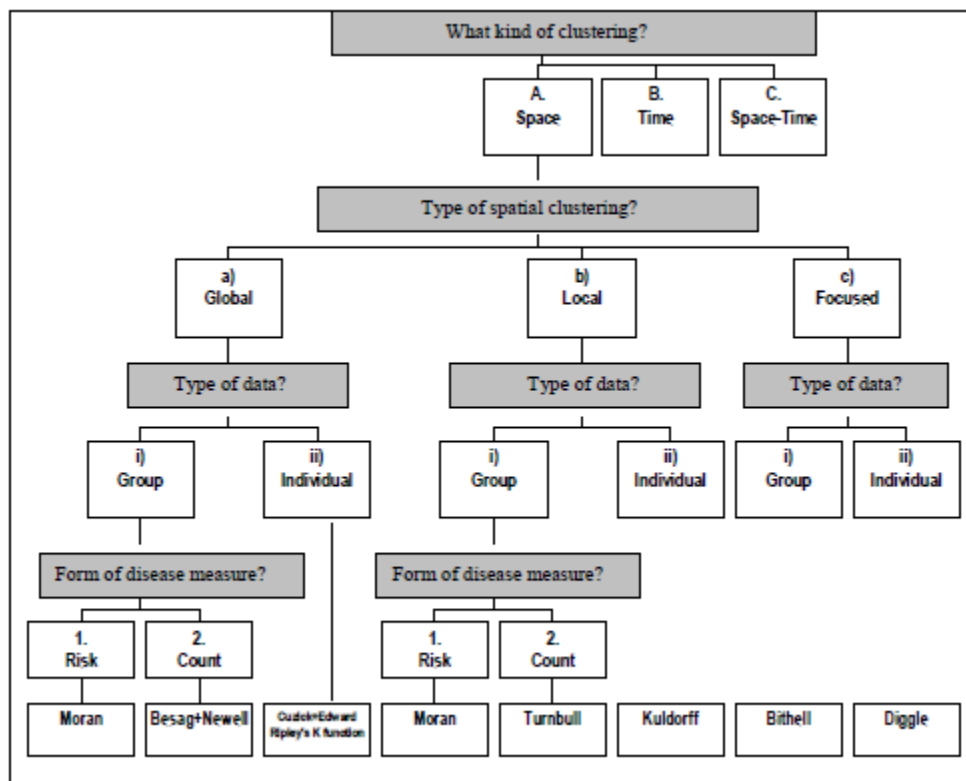 What kind of clustering?
A.
Space
B.
Time
C.
Space-Time
Type of spatial clustering?
a)
Global
b)
Local
c)
Focused
Type of data?
Type of data?
Type of data?
i)
Group
ii)
Individual
i)
Group
ii)
Individual
i)
Group
ii)
Individual
Form of disease measure?
Form of disease measure?
1.
Risk
2.
Count
1.
Risk
2.
Count
Moran
Besag+Newell
Cuzick+Edward
Ripley's K function
Moran
Turnbull
Kuldorff
Bithell
Diggle